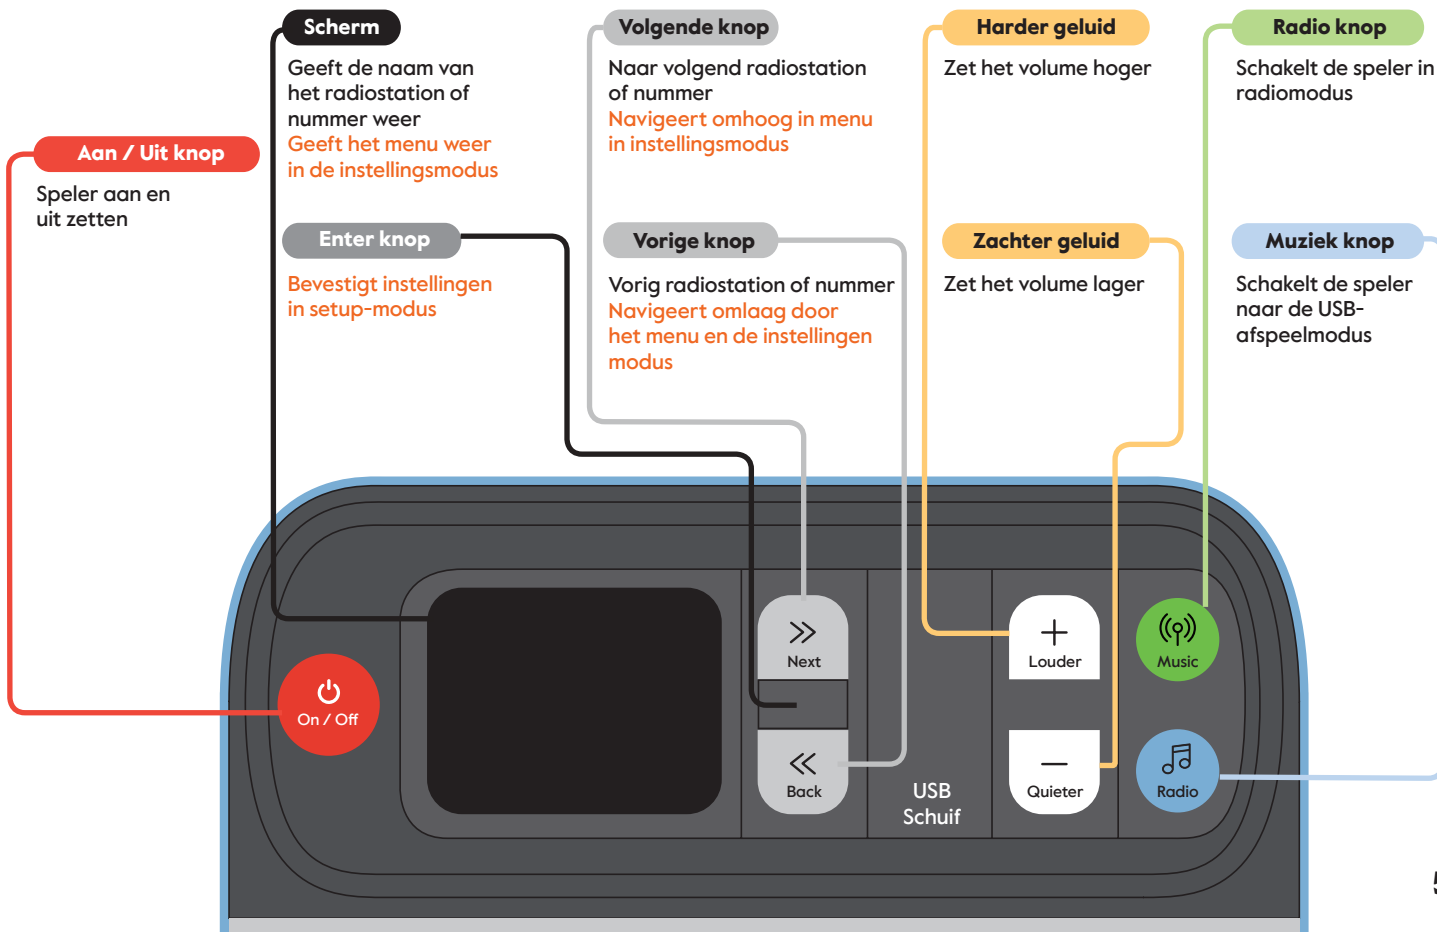 Scherm
Geeft de naam van
het radiostation of
nummer weer
Geeft het menu weer
in de instellingsmodus
Volgende knop
Naar volgend radiostation
of nummer
Navigeert omhoog in menu
in instellingsmodus
Harder geluid
Zet het volume hoger
Radio knop
Schakelt de speler in
radiomodus
Aan / Uit knop
Speler aan en
uit zetten
Enter knop
Bevestigt instellingen
in setup-modus
Vorige knop
Vorig radiostation of nummer
Navigeert omlaag door
het menu en de instellingen
modus
Zachter geluid
Zet het volume lager
Muziek knop
Schakelt de speler
naar de USB-
afspeelmodus
On / Off
Next
Back
USB
Schuif
Louder
Quieter
Music
Radio